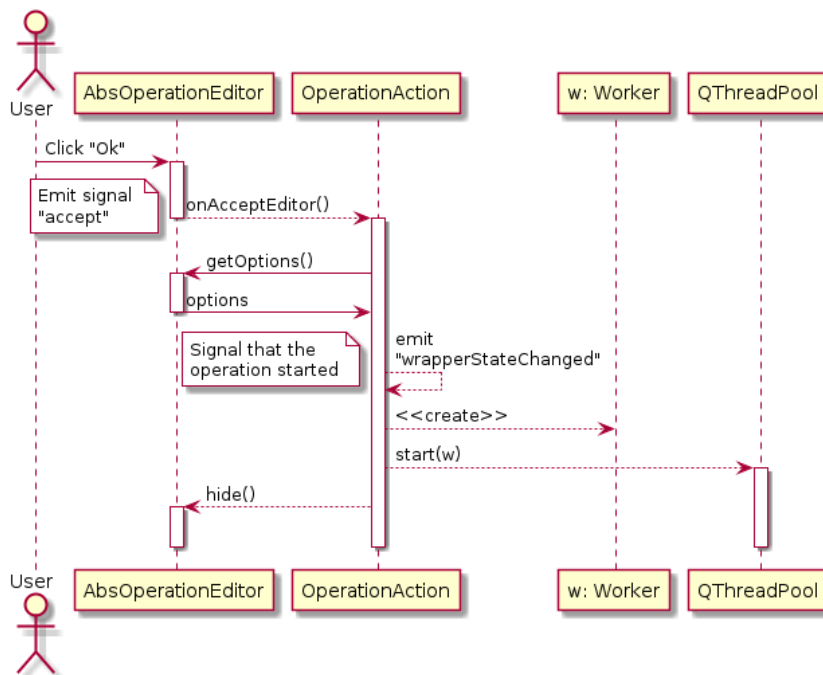 User
AbsOperationEditor
OperationAction
w: Worker
QThreadPool
Click "Ok"
Emit signal
"accept"
onAcceptEditor()
getOptions()
options
Signal that the
operation started
emit
"wrapperStateChanged"
<<create>>
start(w)
hide()
User
AbsOperationEditor
OperationAction
w: Worker
QThreadPool